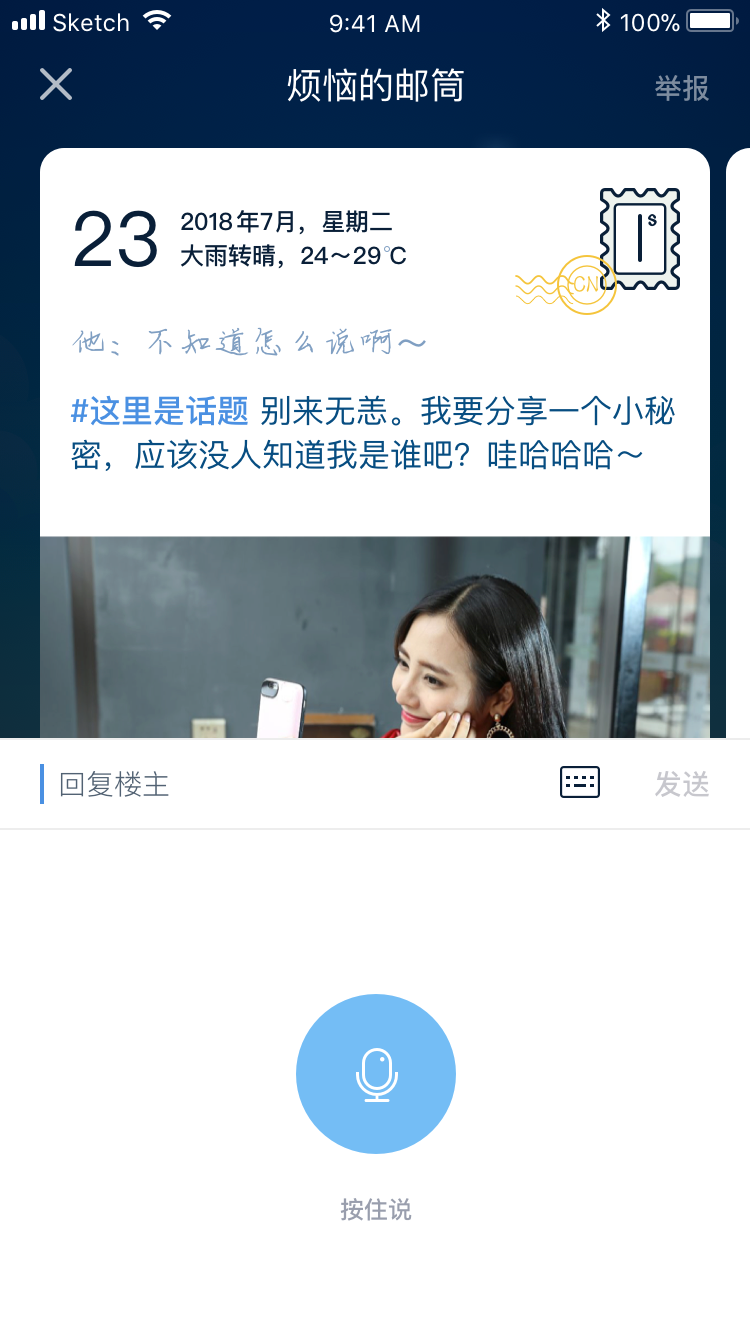 Sketch 9:41 AM 100%
烦恼的邮筒 举报
23
2018年7月，星期二
大雨转晴，24～29℃
1s
CN
他：不知道怎么说啊～
#这里是话题 别来无恙。我要分享一个小秘
密，应该没人知道我是谁吧？哇哈哈哈～
回复楼主 发送
按住说